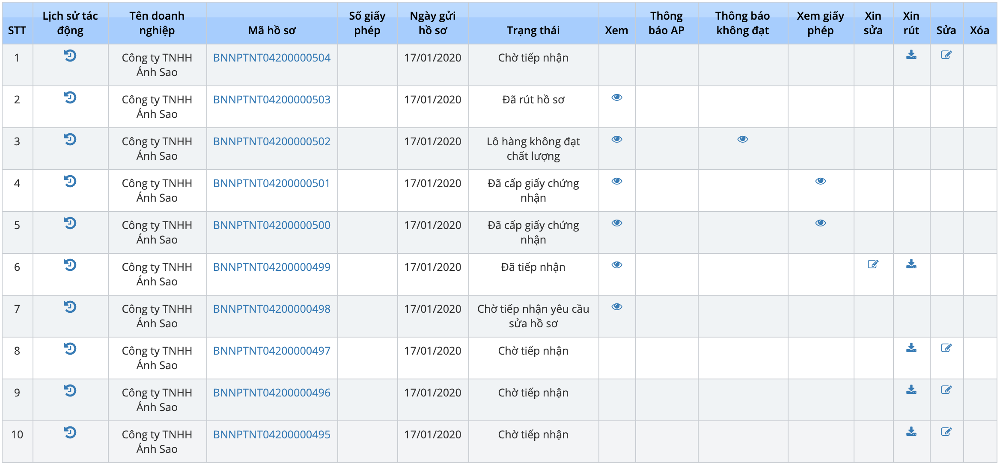 STT Lịch sử tác động Tên doanh nghiệp Mã hồ sơ Số giấy phép Ngày gửi hồ sơ Trạng thái Xem Thông báo AP Thông báo không đạt Xem giấy phép Xin sửa Xin rút Sửa Xóa
1 Công ty TNHH BNNPTNT04200000504 17/01/2020 Chờ tiếp nhận
Ánh Sao
2 Công ty TNHH BNNPTNT04200000503 17/01/2020 Đã rút hồ sơ
Ánh Sao
3 Công ty TNHH BNNPTNT04200000502 17/01/2020 Lô hàng không đạt
Ánh Sao chất lượng
4 Công ty TNHH BNNPTNT04200000501 17/01/2020 Đã cấp giấy chứng
Ánh Sao nhận
5 Công ty TNHH BNNPTNT04200000500 17/01/2020 Đã cấp giấy chứng
Ánh Sao nhận
6 Công ty TNHH BNNPTNT04200000499 17/01/2020 Đã tiếp nhận
Ánh Sao
7 Công ty TNHH BNNPTNT04200000498 17/01/2020 Chờ tiếp nhận yêu cầu
Ánh Sao sửa hồ sơ
8 Công ty TNHH BNNPTNT04200000497 17/01/2020 Chờ tiếp nhận
Ánh Sao
9 Công ty TNHH BNNPTNT04200000496 17/01/2020 Chờ tiếp nhận
Ánh Sao
10 Công ty TNHH BNNPTNT04200000495 17/01/2020 Chờ tiếp nhận
Ánh Sao